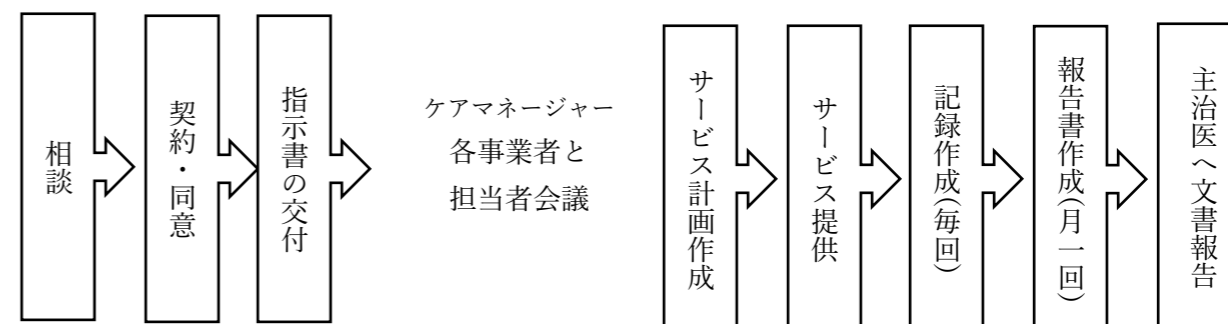 相談
契約・同意
指示書の交付
ケアマネージャー
各事業者と
担当者会議
サービス計画作成
サービス提供
記録作成(毎回)
報告書作成(月一回)
主治医へ文書報告